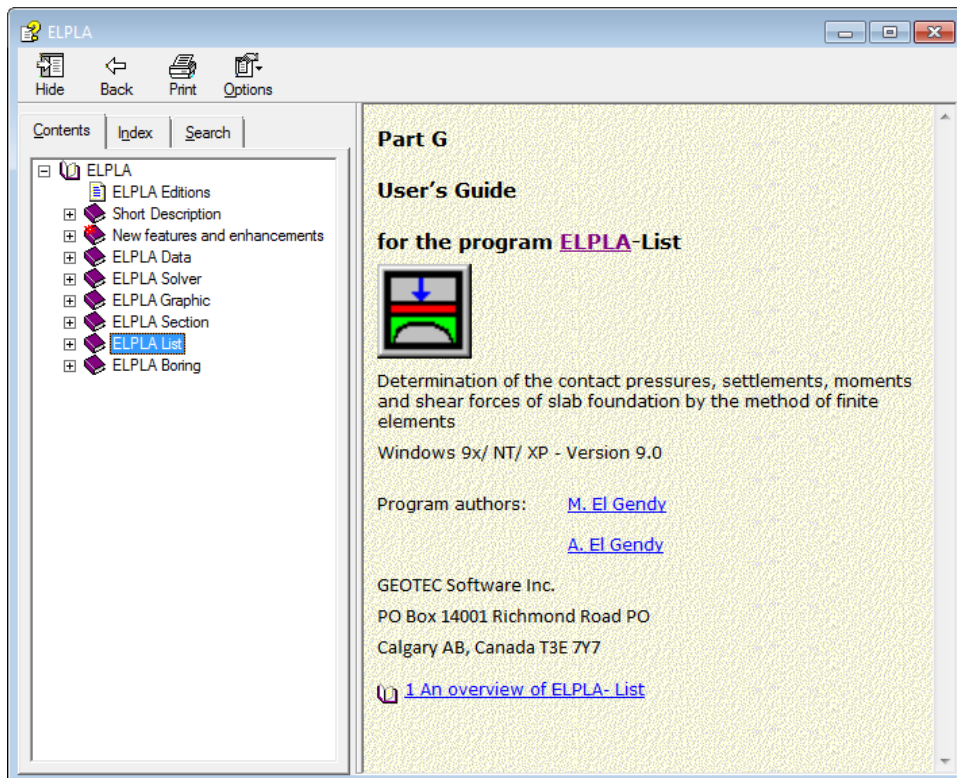 ELPLA
Hide Back Print Options
Contents Index Search
ELPLA
ELPLA Editions
Short Description
New features and enhancements
ELPLA Data
ELPLA Solver
ELPLA Graphic
ELPLA Section
ELPLA List
ELPLA Boring
Part G
User's Guide
for the program ELPLA-List
Determination of the contact pressures, settlements, moments
and shear forces of slab foundation by the method of finite
elements
Windows 9x/ NT/ XP - Version 9.0
Program authors: M. El Gendy
A. El Gendy
GEOTEC Software Inc.
PO Box 14001 Richmond Road PO
Calgary AB, Canada T3E 7Y7
1 An overview of ELPLA- List